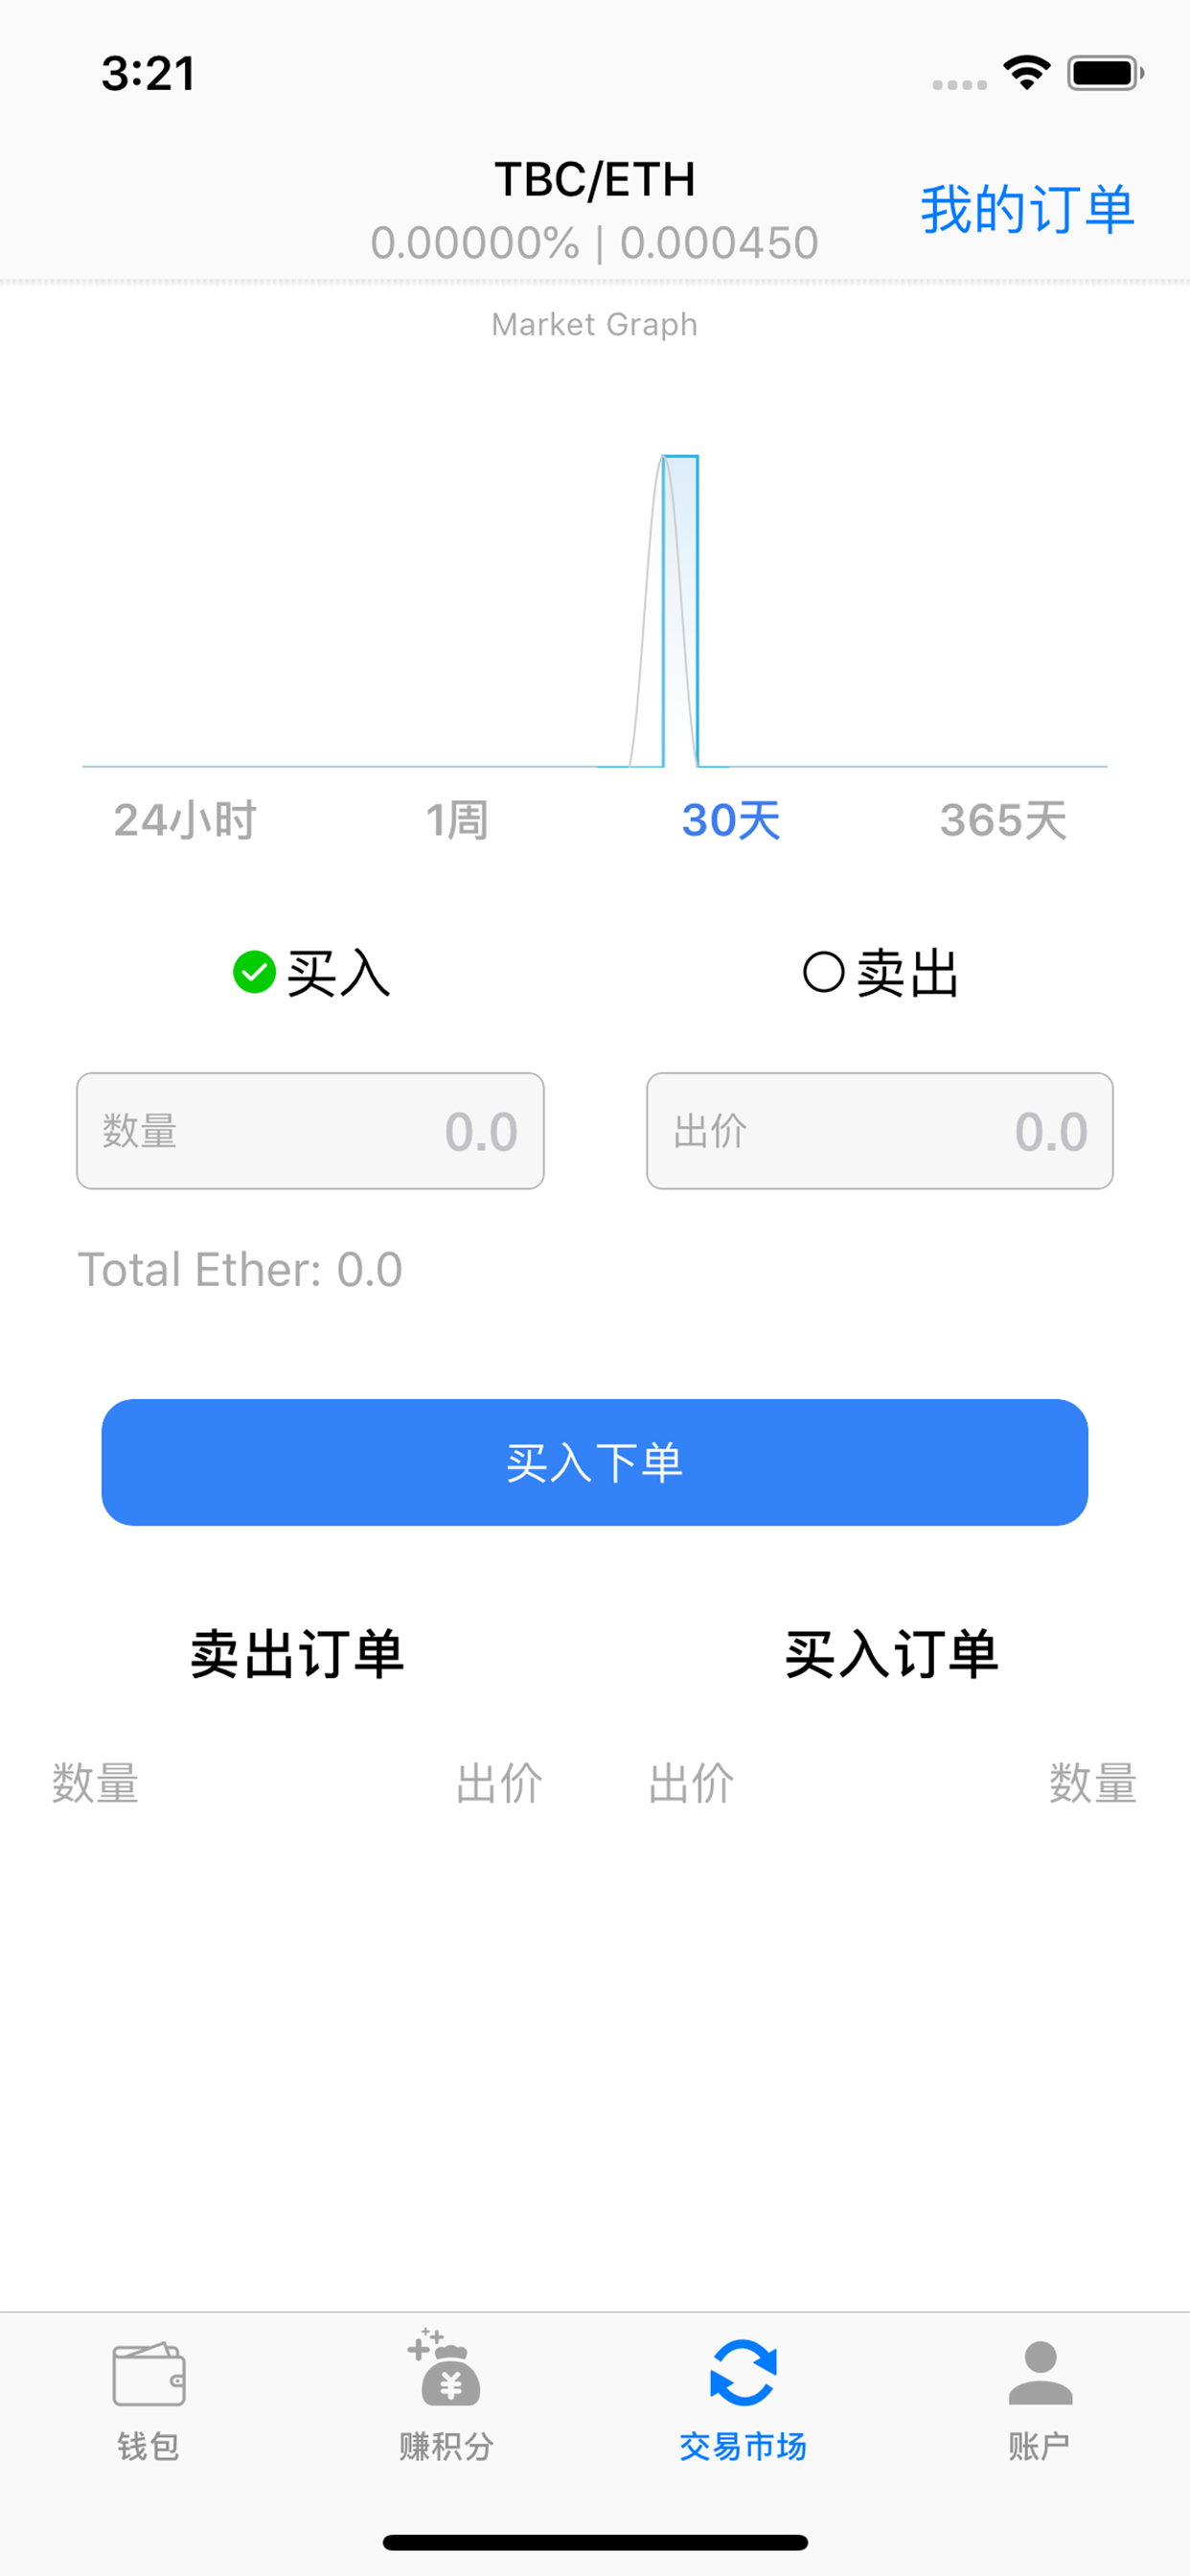 3:21
TBC/ETH
0.00000% | 0.000450
我的订单
Market Graph
24小时 1周 30天 365天
买入 卖出
数量 0.0 出价 0.0
Total Ether: 0.0
买入下单
卖出订单 买入订单
数量 出价 出价 数量
钱包 赚积分 交易市场 账户